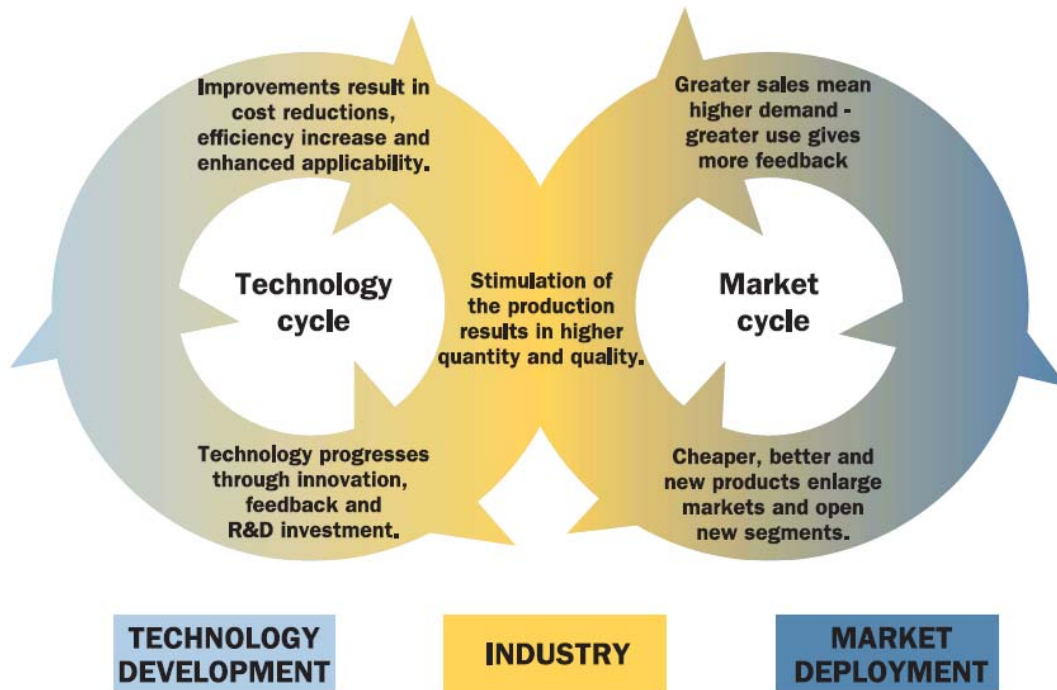 Improvements result in
cost reductions,
efficiency increase and
enhanced applicability.
Greater sales mean
higher demand -
greater use gives
more feedback
Technology
cycle
Stimulation of
the production
results in higher
quantity and quality.
Market
cycle
Technology progresses
through innovation,
feedback and
R&D investment.
Cheaper, better and
new products enlarge
markets and open
new segments.
TECHNOLOGY
DEVELOPMENT
INDUSTRY
MARKET
DEPLOYMENT